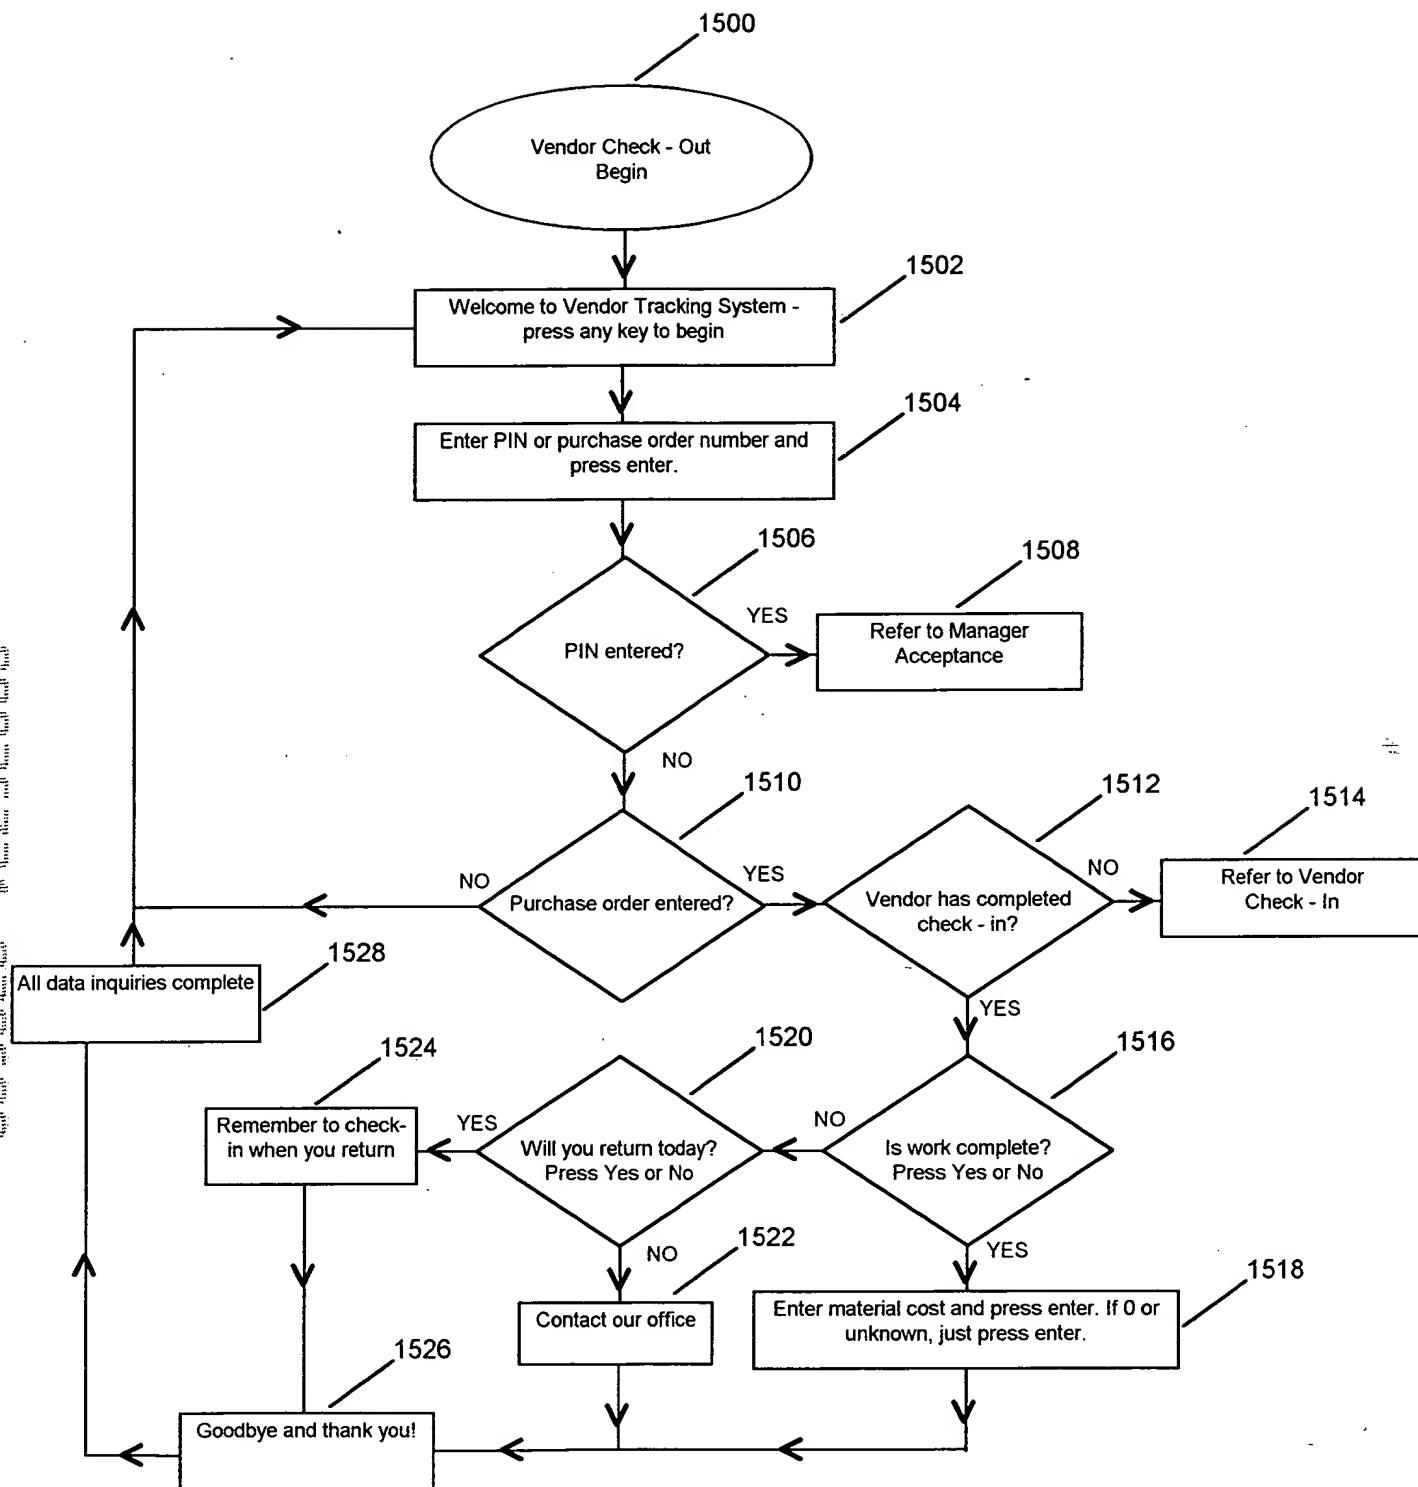 1500
Vendor Check - Out
Begin
1502
Welcome to Vendor Tracking System -
press any key to begin
1504
Enter PIN or purchase order number and
press enter.
1506
1508
YES
PIN entered?
Refer to Manager
Acceptance
NO
1510
1512
1514
NO
YES
NO
Purchase order entered?
Vendor has completed
check - in?
Refer to Vendor
Check - In
1528
All data inquiries complete
YES
1524
1520
1516
Remember to check-
in when you return
YES
Will you return today?
Press Yes or No
NO
Is work complete?
Press Yes or No
NO
1522
YES
1518
Contact our office
Enter material cost and press enter. If 0 or
unknown, just press enter.
1526
Goodbye and thank you!